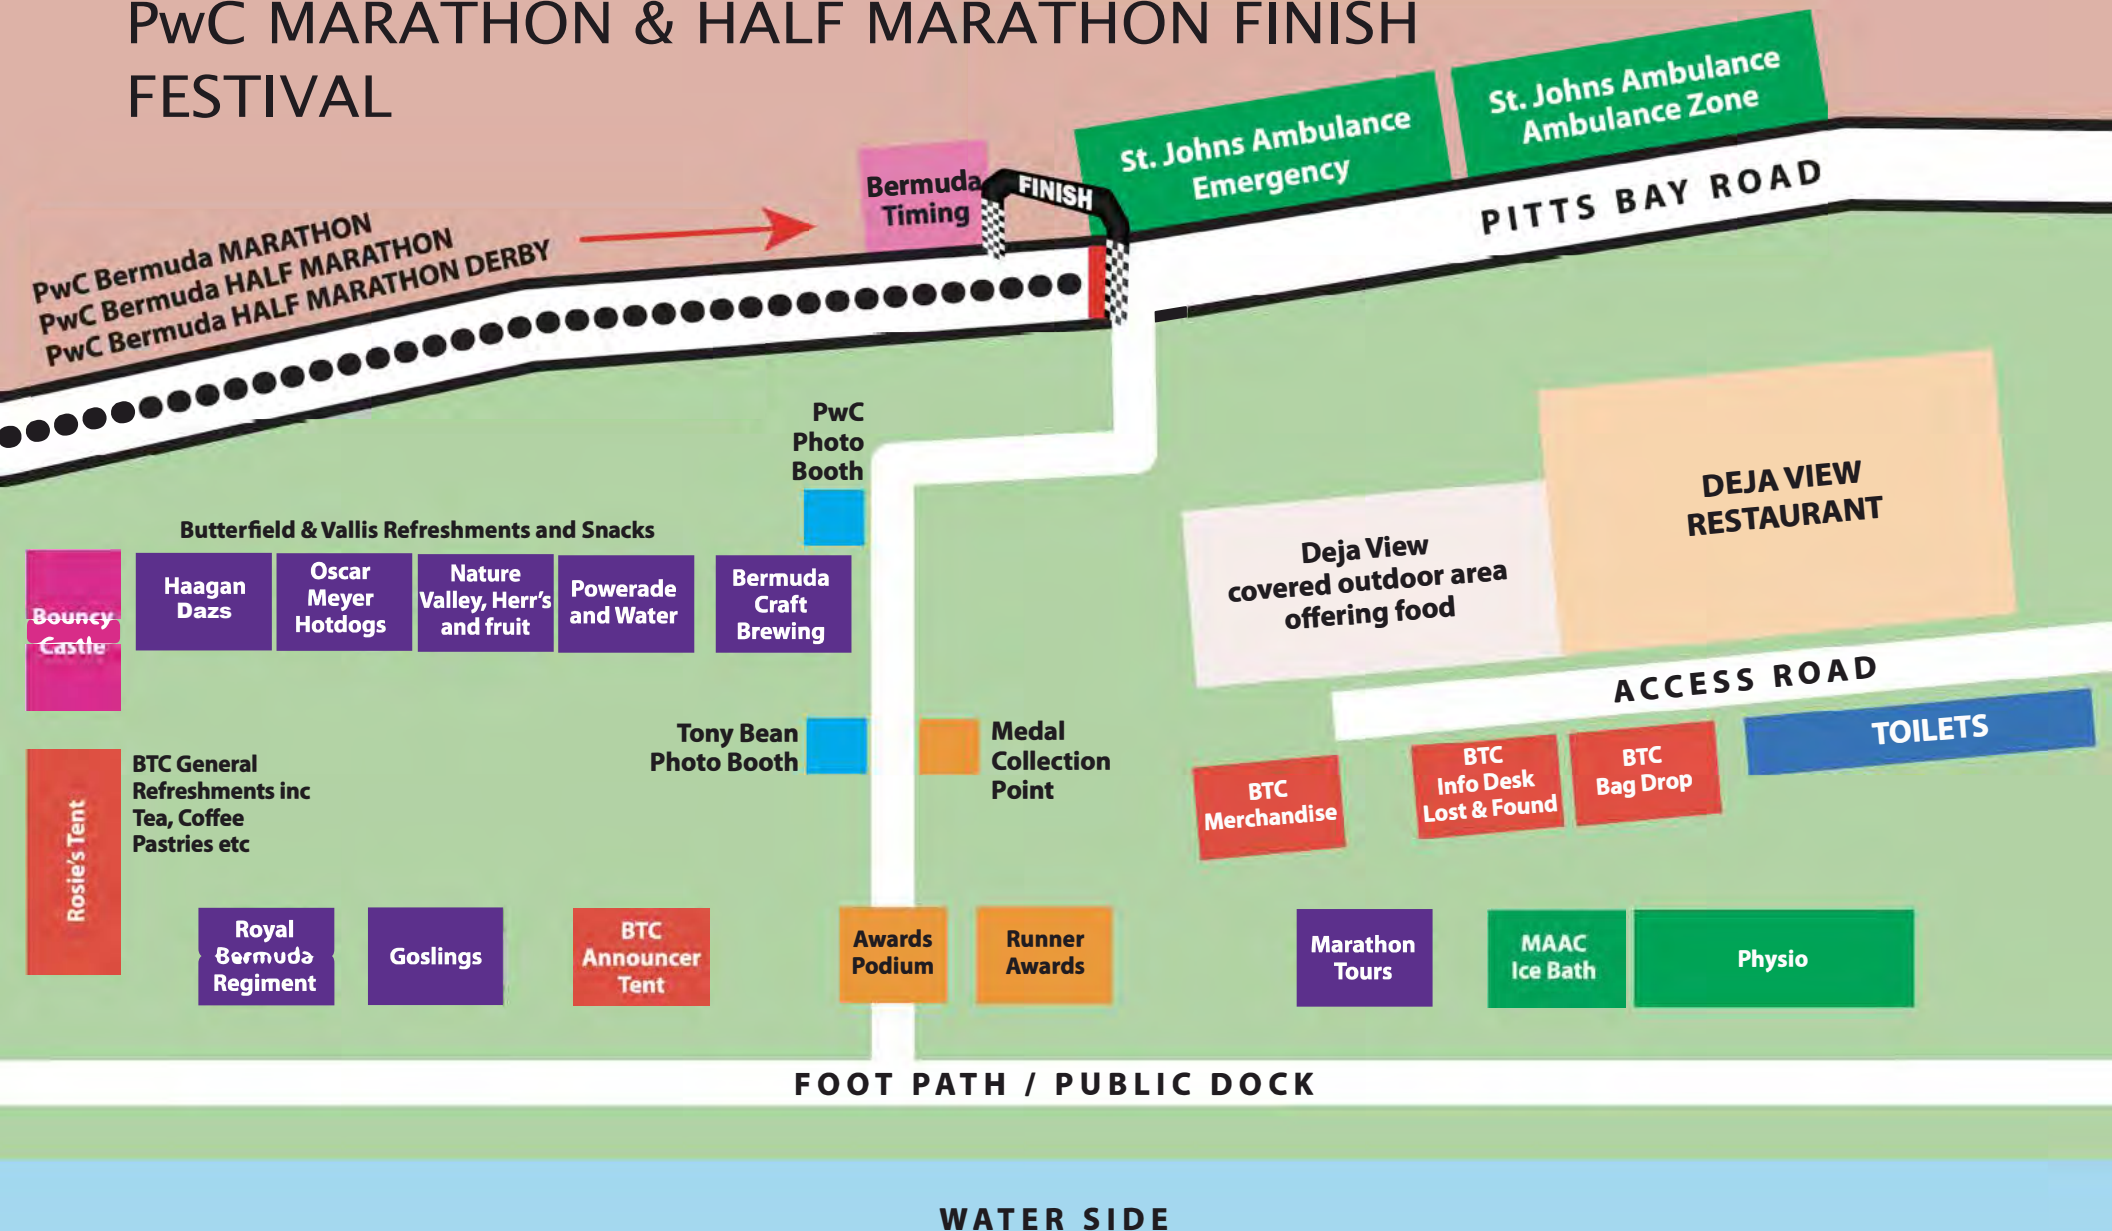 PwC MARATHON & HALF MARATHON FINISH
FESTIVAL
St. Johns Ambulance
Ambulance Zone
St. Johns Ambulance
Emergency
Bermuda
Timing
FINISH
PITTS BAY ROAD
PwC Bermuda MARATHON
PwC Bermuda HALF MARATHON
PwC Bermuda HALF MARATHON DERBY
PwC
Photo
Booth
DEJA VIEW
RESTAURANT
Deja View
covered outdoor area
offering food
Butterfield & Vallis Refreshments and Snacks
Bouncy
Castle
Haagan
Dazs
Oscar
Meyer
Hotdogs
Nature
Valley, Herr's
and fruit
Powerade
and Water
Bermuda
Craft
Brewing
ACCESS ROAD
Tony Bean
Photo Booth
Medal
Collection
Point
TOILETS
BTC
Merchandise
BTC
Info Desk
Lost & Found
BTC
Bag Drop
Rosie's Tent
BTC General
Refreshments inc
Tea, Coffee
Pastries etc
Royal
Bermuda
Regiment
Goslings
BTC
Announcer
Tent
Awards
Podium
Runner
Awards
Marathon
Tours
MAAC
Ice Bath
Physio
FOOT PATH / PUBLIC DOCK
WATER SIDE